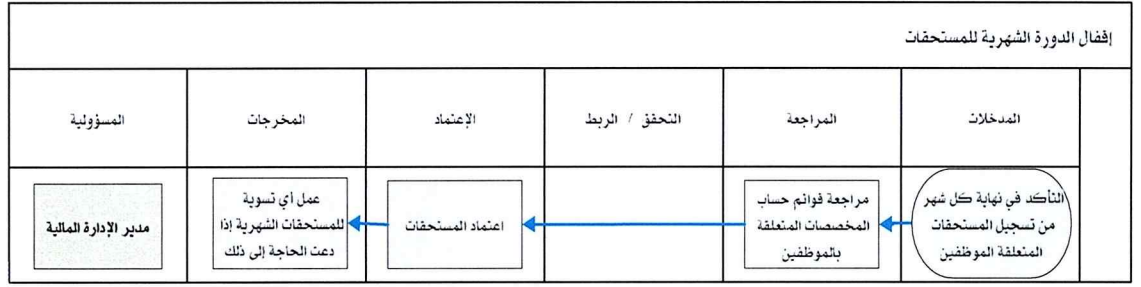 إقفال الدورة الشهرية للمستحقات
المدخلات
المراجعة
التحقق / الربط
الإعتماد
المخرجات
المسؤولية
التأكد في نهاية كل شهر
من تسجيل المستحقات
المتعلقة الموظفين
مراجعة قوائم حساب
المخصصات المتعلقة
بالموظفين
اعتماد المستحقات
عمل أي تسوية
للمستحقات الشهرية إذا
دعت الحاجة إلى ذلك
مدير الإدارة المالية